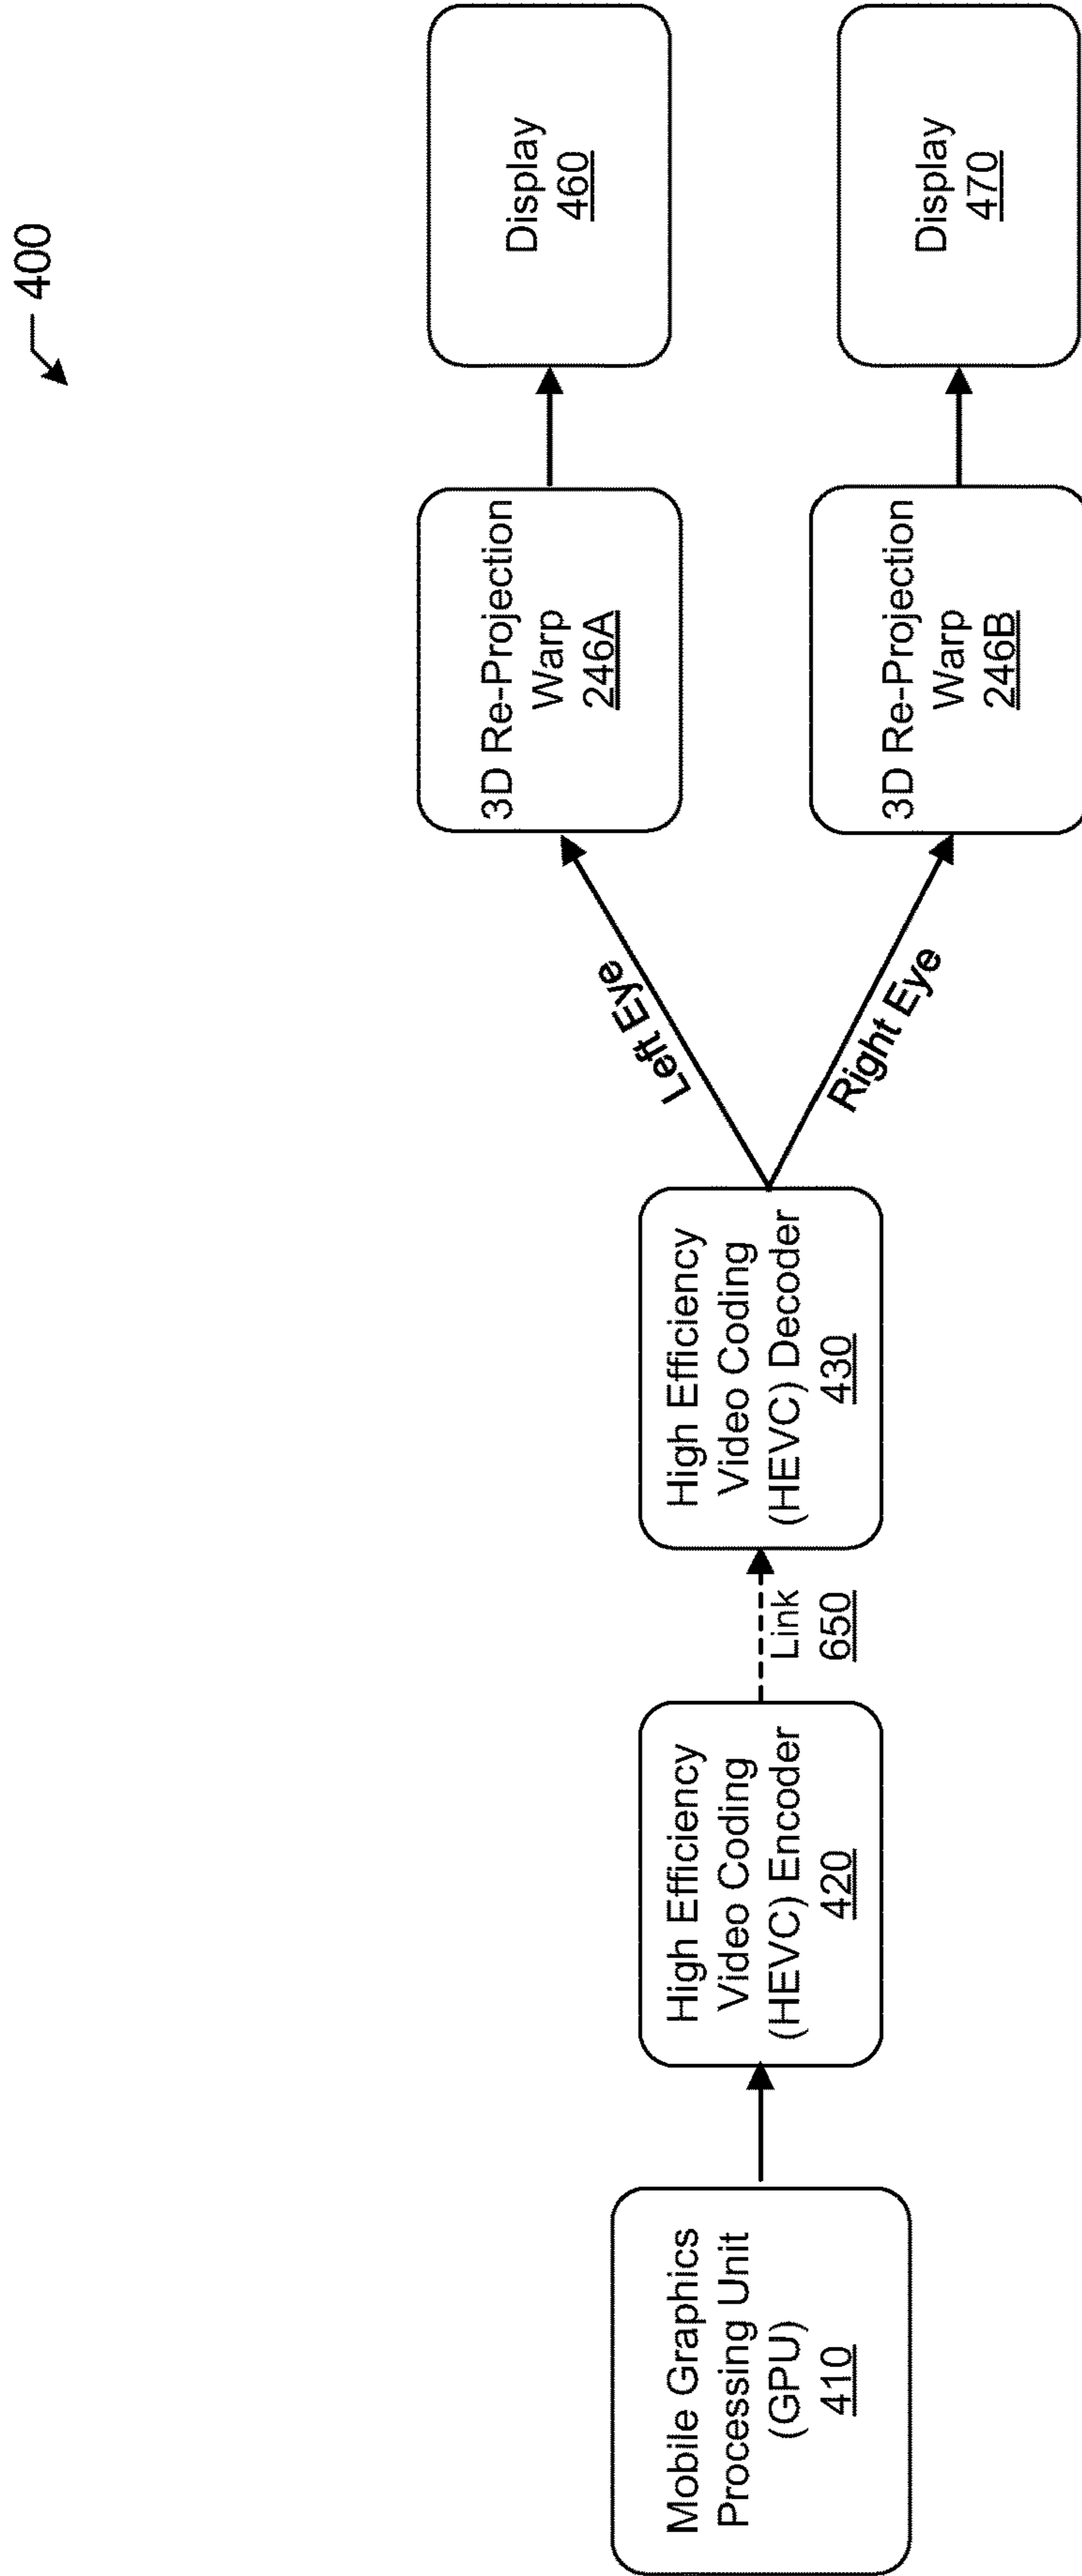 400
Mobile Graphics
Processing Unit
(GPU)
410
High Efficiency
Video Coding
(HEVC) Encoder
420
Link
650
High Efficiency
Video Coding
(HEVC) Decoder
430
Left Eye
Right Eye
3D Re-Projection
Warp
246A
Display
460
3D Re-Projection
Warp
246B
Display
470